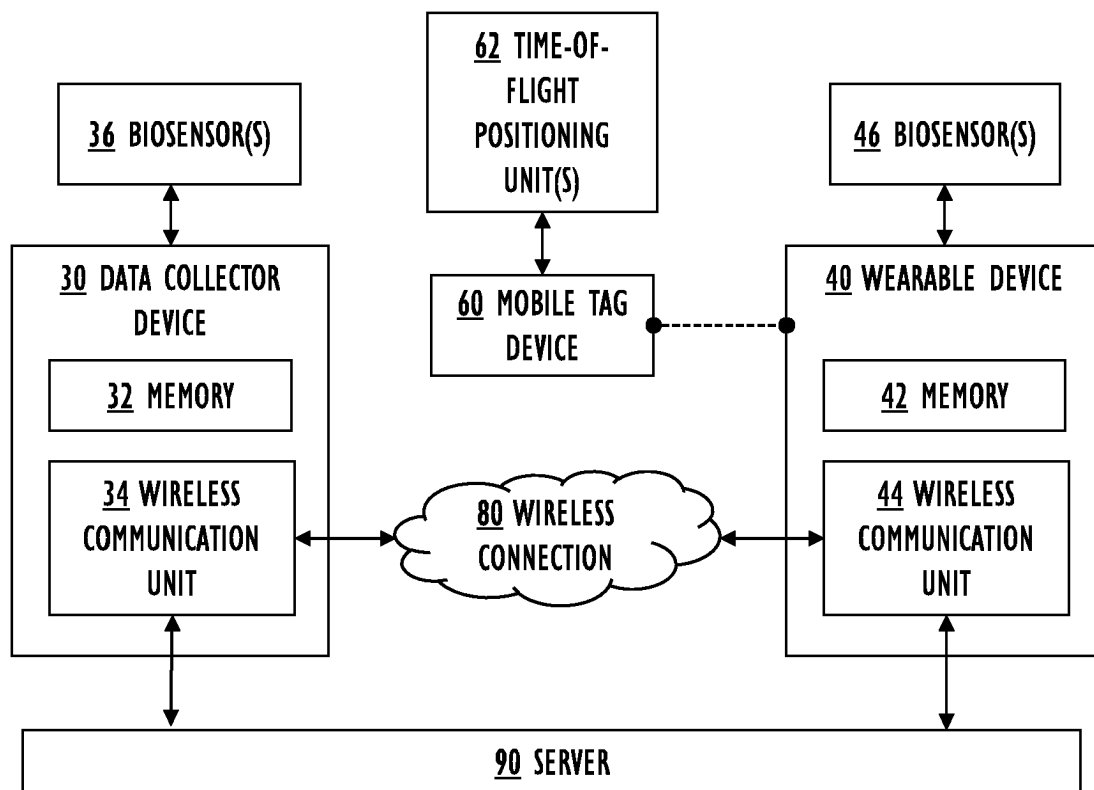 62 TIME-OF-
FLIGHT
POSITIONING
UNIT(S)
36 BIOSENSOR(S)
46 BIOSENSOR(S)
30 DATA COLLECTOR
DEVICE
60 MOBILE TAG
DEVICE
40 WEARABLE DEVICE
32 MEMORY
42 MEMORY
34 WIRELESS
COMMUNICATION
UNIT
80 WIRELESS
CONNECTION
44 WIRELESS
COMMUNICATION
UNIT
90 SERVER